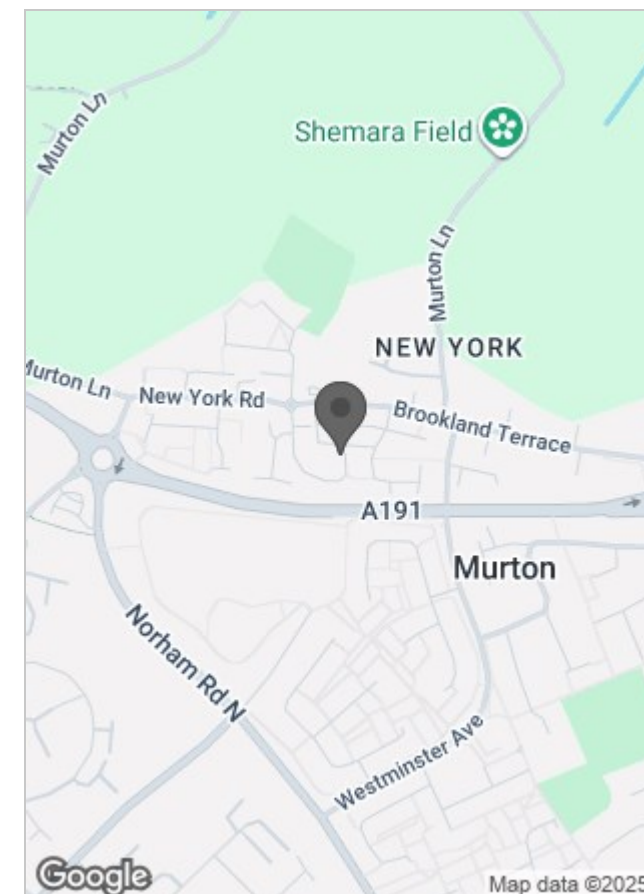 Murton Ln
Shemara Field
Murton Ln
NEW YORK
Murton Ln
New York Rd
Brookland Terrace
A191
Murton
Norham Rd N
Westminster Ave
Google
Map data ©2025